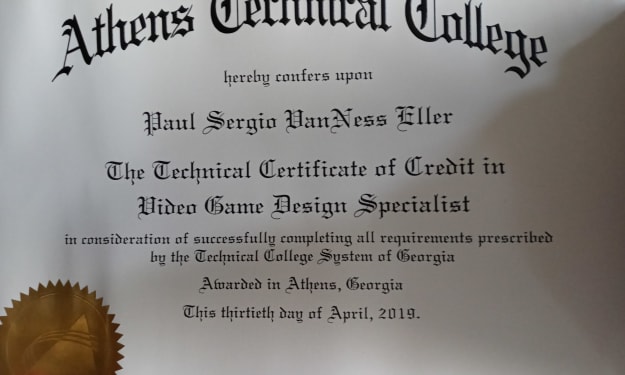 Athens Technical College
hereby confers upon
Paul Sergio VanNess Eller
The Technical Certificate of Credit in
Video Game Design Specialist
in consideration of successfully completing all requirements prescribed
by the Technical College System of Georgia
Awarded in Athens, Georgia
This thirtieth day of April, 2019.